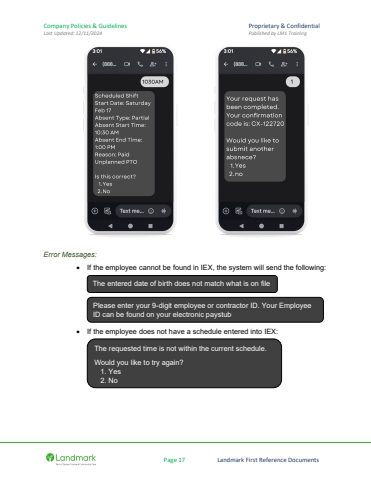 Company Policies & Guidelines
Proprietary & Confidential
Last Updated: 12/11/2024
Published by LMS Training
3:01
56%
(888...
1030AM
Scheduled Shift
Start Date: Saturday
Feb 17
Absent Type: Partial
Absent Start Time:
10:30 AM
Absent End Time:
1:00 PM
Reason: Paid
Unplanned PTO
Is this correct?
1. Yes
2. No
Text me...
3:01
56%
(888...
1
Your request has
been completed.
Your confirmation
code is: CX-122720
Would you like to
submit another
absnece?
1. Yes
2. no
Text me...
Error Messages:
• If the employee cannot be found in IEX, the system will send the following:
The entered date of birth does not match what is on file
Please enter your 9-digit employee or contractor ID. Your Employee
ID can be found on your electronic paystub
• If the employee does not have a schedule entered into IEX:
The requested time is not within the current schedule.
Would you like to try again?
1. Yes
2. No
Landmark
Page 17
Landmark First Reference Documents